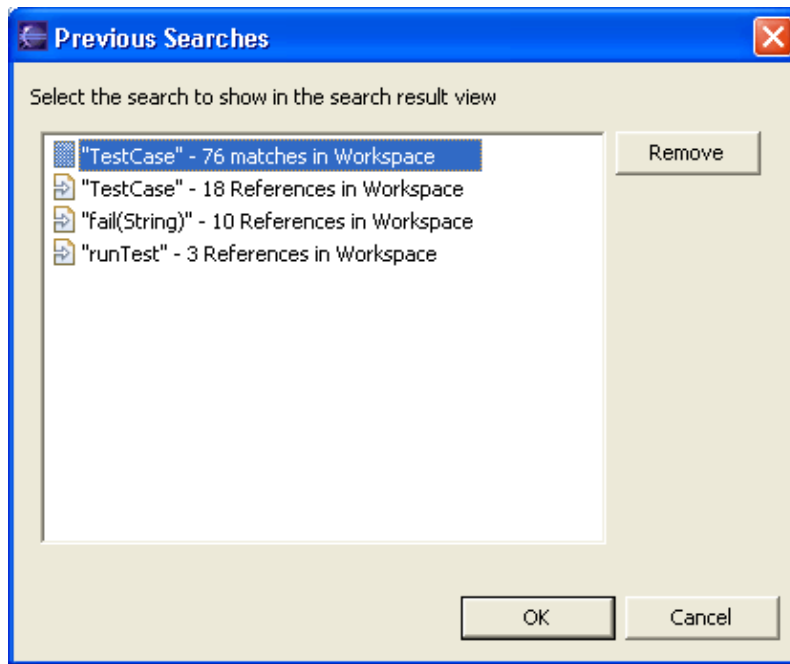 Previous Searches
Select the search to show in the search result view
"TestCase" - 76 matches in Workspace
Remove
"TestCase" - 18 References in Workspace
"fail(String)" - 10 References in Workspace
"runTest" - 3 References in Workspace
OK
Cancel